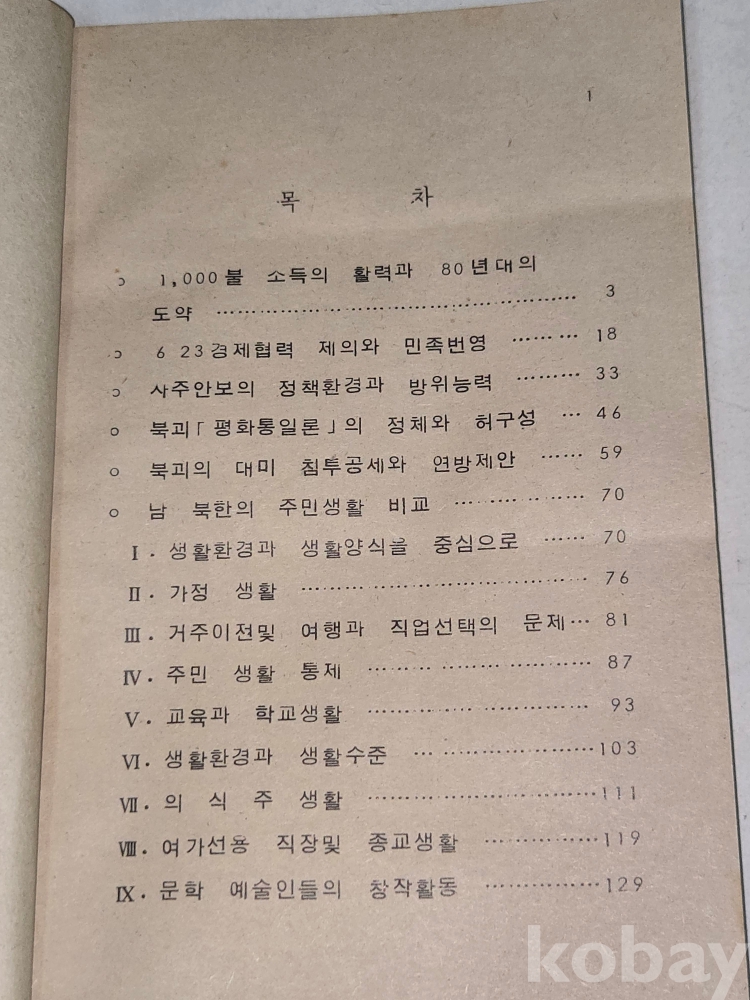 1
목 차
ㅇ 1,000불 소득의 활력과 80년대의
도약 ……………………………………… 3
ㅇ 6 23경제협력 제의와 민족번영 ……… 18
ㅇ 사주안보의 정책환경과 방위능력 ……… 33
ㅇ 북괴「평화통일론」의 정체와 허구성 … 46
ㅇ 북괴의 대미 침투공세와 연방제안 …… 59
ㅇ 남 북한의 주민생활 비교 …………… 70
Ⅰ. 생활환경과 생활양식을 중심으로 …… 70
Ⅱ. 가정 생활 ……………………………… 76
Ⅲ. 거주이전및 여행과 직업선택의 문제… 81
Ⅳ. 주민 생활 통제 ……………………… 87
Ⅴ. 교육과 학교생활 ……………………… 93
Ⅵ. 생활환경과 생활수준 …………………103
Ⅶ. 의 식 주 생활 ………………………111
Ⅷ. 여가선용 직장및 종교생활 ……………119
Ⅸ. 문학 예술인들의 창작활동 ……………129
kobay